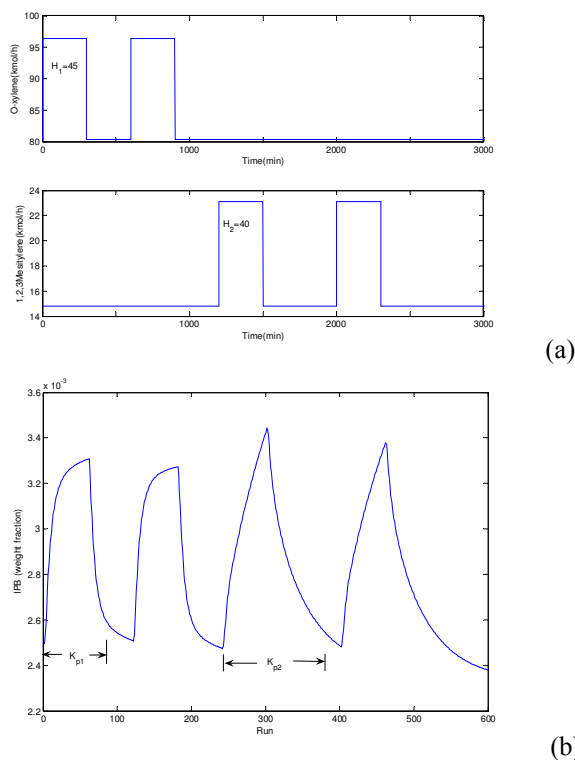 O-xylene(kmol/h)
100
95
90
85
80
H1=45
0 1000 2000 3000
Time(min)
1,2,3Mesitylene(kmol/h)
24
22
20
18
16
14
H2=40
0 1000 2000 3000
Time(min)
(a)
x 10-3
IPB (weight fraction)
3.6
3.4
3.2
3
2.8
2.6
2.4
2.2
Kp1
Kp2
0 100 200 300 400 500 600
Run
(b)